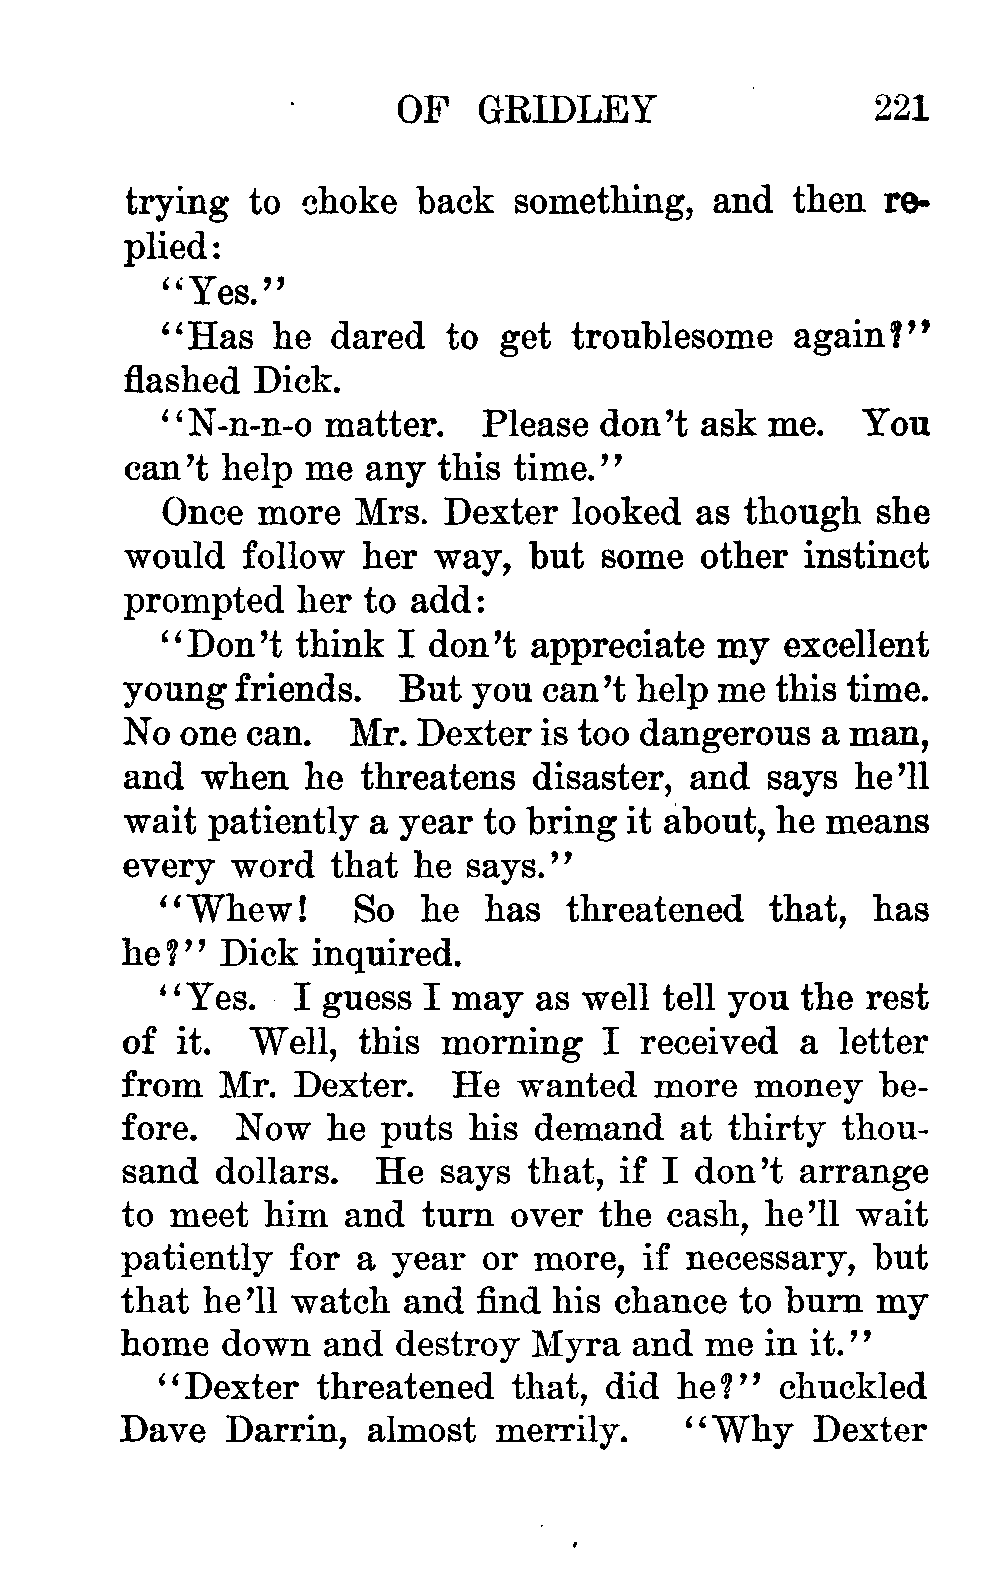 OF GRIDLEY 221
trying to choke back something, and then re-
plied:
"Yes."
"Has he dared to get troublesome again?"
flashed Dick.
"N-n-n-o matter. Please don't ask me. You
can't help me any this time."
Once more Mrs. Dexter looked as though she
would follow her way, but some other instinct
prompted her to add:
"Don't think I don't appreciate my excellent
young friends. But you can't help me this time.
No one can. Mr. Dexter is too dangerous a man,
and when he threatens disaster, and says he'll
wait patiently a year to bring it about, he means
every word that he says."
"Whew! So he has threatened that, has
he?" Dick inquired.
"Yes. I guess I may as well tell you the rest
of it. Well, this morning I received a letter
from Mr. Dexter. He wanted more money be-
fore. Now he puts his demand at thirty thou-
sand dollars. He says that, if I don't arrange
to meet him and turn over the cash, he'll wait
patiently for a year or more, if necessary, but
that he'll watch and find his chance to burn my
home down and destroy Myra and me in it."
"Dexter threatened that, did he?" chuckled
Dave Darrin, almost merrily. "Why Dexter